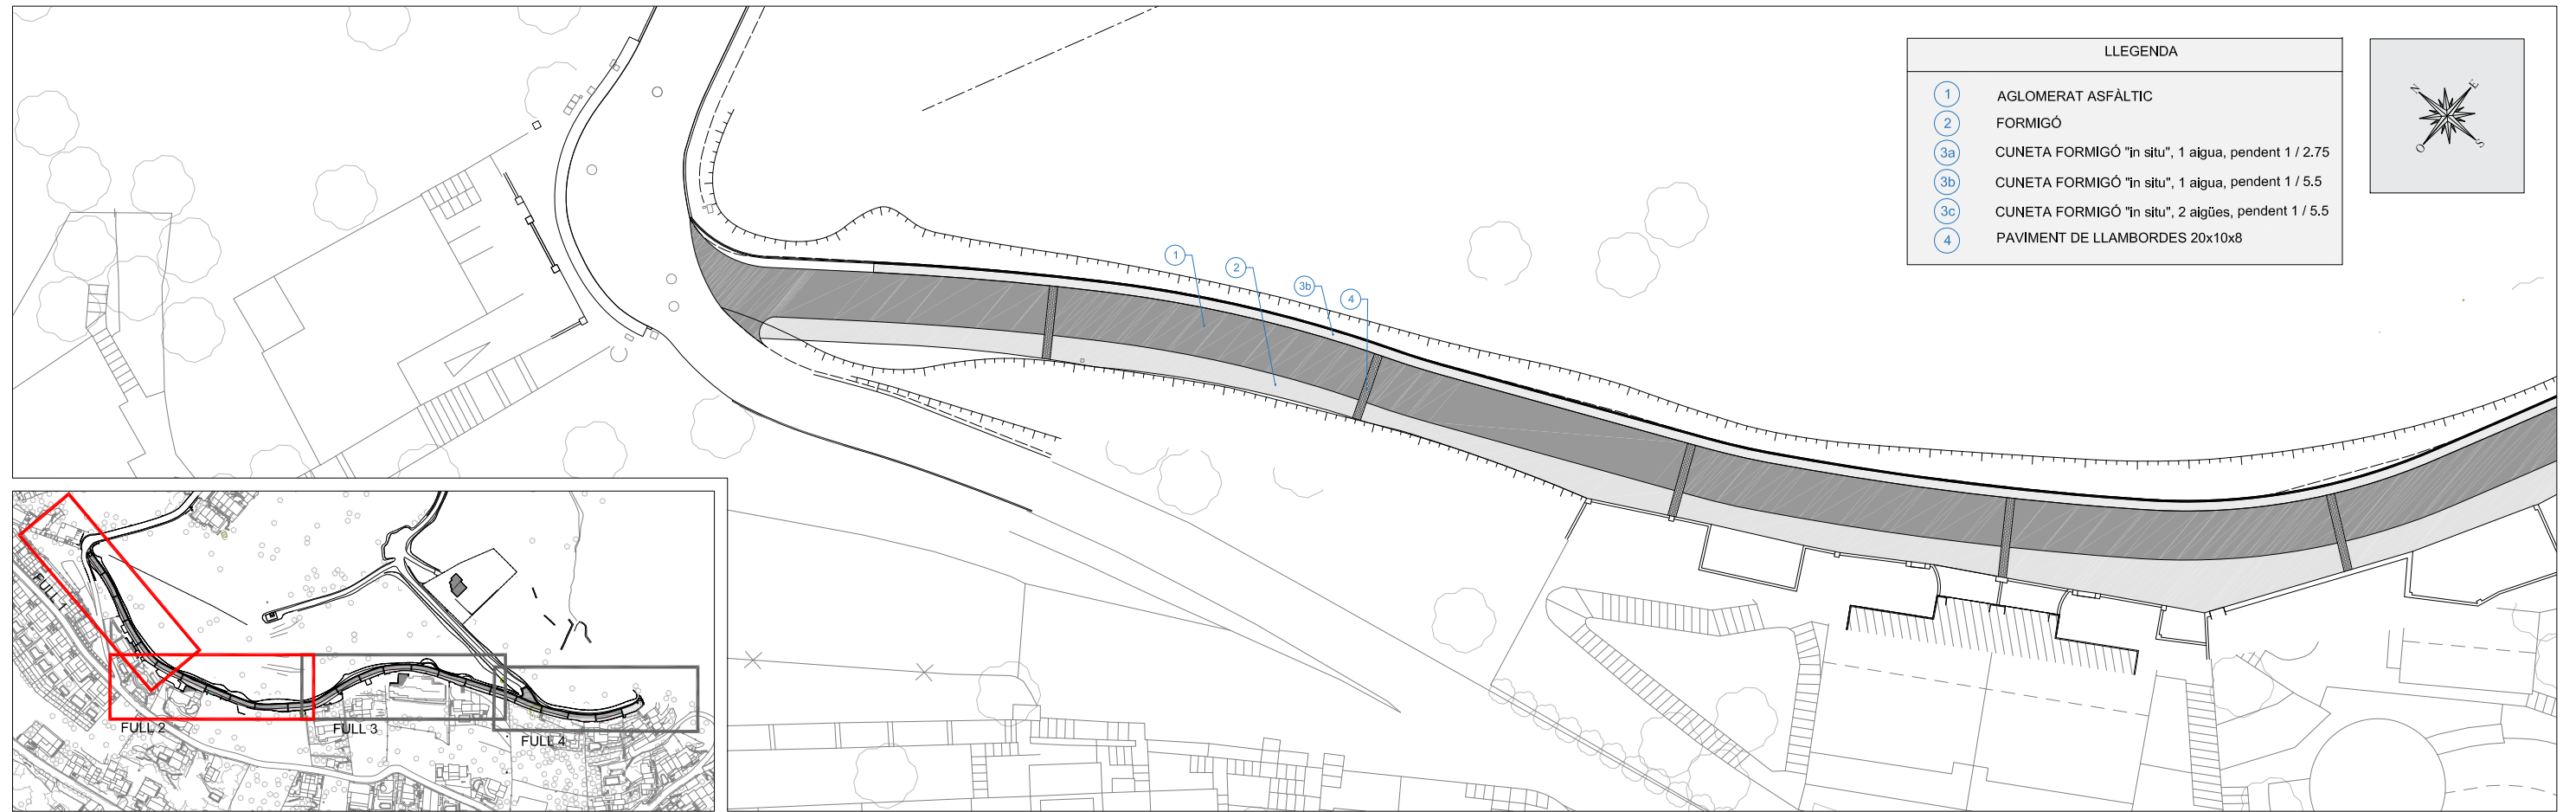 LLEGENDA
1 AGLOMERAT ASFÀLTIC
2 FORMIGÓ
3a CUNETA FORMIGÓ "in situ", 1 aigua, pendent 1 / 2.75
3b CUNETA FORMIGÓ "in situ", 1 aigua, pendent 1 / 5.5
3c CUNETA FORMIGÓ "in situ", 2 aigües, pendent 1 / 5.5
4 PAVIMENT DE LLAMBORDES 20x10x8
N E
O S
1
2
3b
4
FULL 1
FULL 2
FULL 3
FULL 4